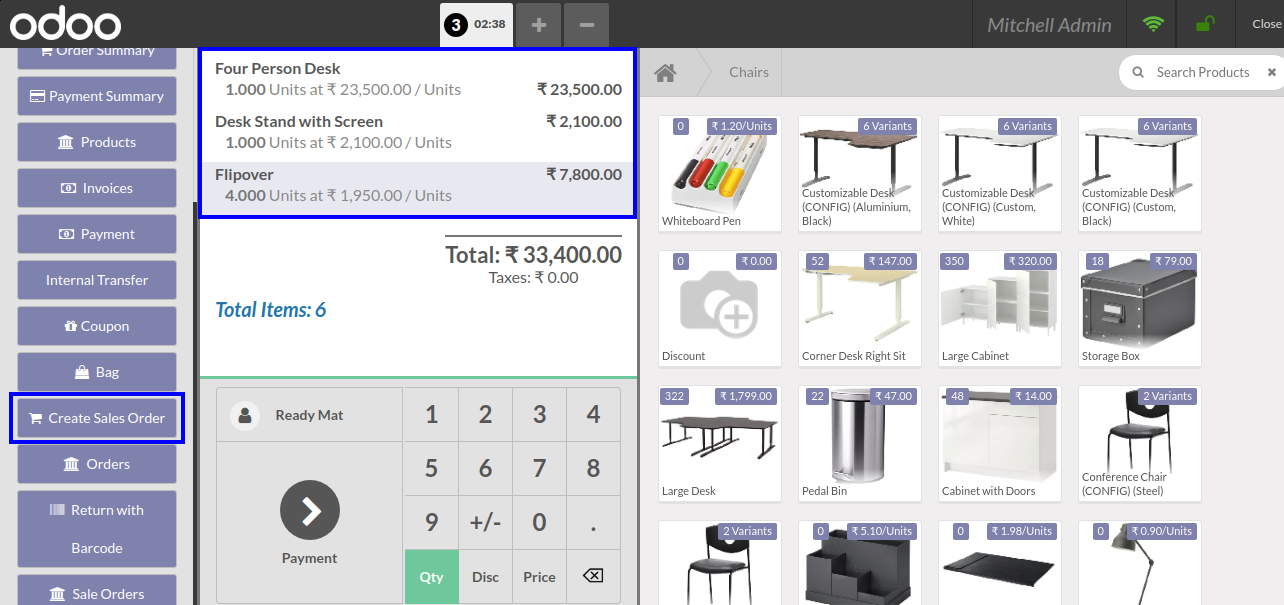 odoo
3 02:38
+
−
Mitchell Admin
Close
Order Summary
Payment Summary
Products
Invoices
Payment
Internal Transfer
Coupon
Bag
Create Sales Order
Orders
Return with
Barcode
Sale Orders
Four Person Desk
1.000 Units at ₹ 23,500.00 / Units ₹ 23,500.00
Desk Stand with Screen ₹ 2,100.00
1.000 Units at ₹ 2,100.00 / Units
Flipover ₹ 7,800.00
4.000 Units at ₹ 1,950.00 / Units
Total: ₹ 33,400.00
Taxes: ₹ 0.00
Total Items: 6
Ready Mat
Payment
1 2 3 4
5 6 7 8
9 +/- 0 .
Qty Disc Price
Chairs
Search Products
0 ₹ 1.20/Units
Whiteboard Pen
6 Variants
Customizable Desk
(CONFIG) (Aluminium,
Black)
6 Variants
Customizable Desk
(CONFIG) (Custom,
White)
6 Variants
Customizable Desk
(CONFIG) (Custom,
Black)
0 ₹ 0.00
Discount
52 ₹ 147.00
Corner Desk Right Sit
350 ₹ 320.00
Large Cabinet
18 ₹ 79.00
Storage Box
322 ₹ 1,799.00
Large Desk
22 ₹ 47.00
Pedal Bin
48 ₹ 14.00
Cabinet with Doors
2 Variants
Conference Chair
(CONFIG) (Steel)
2 Variants
0 ₹ 5.10/Units
0 ₹ 1.98/Units
0 ₹ 0.90/Units